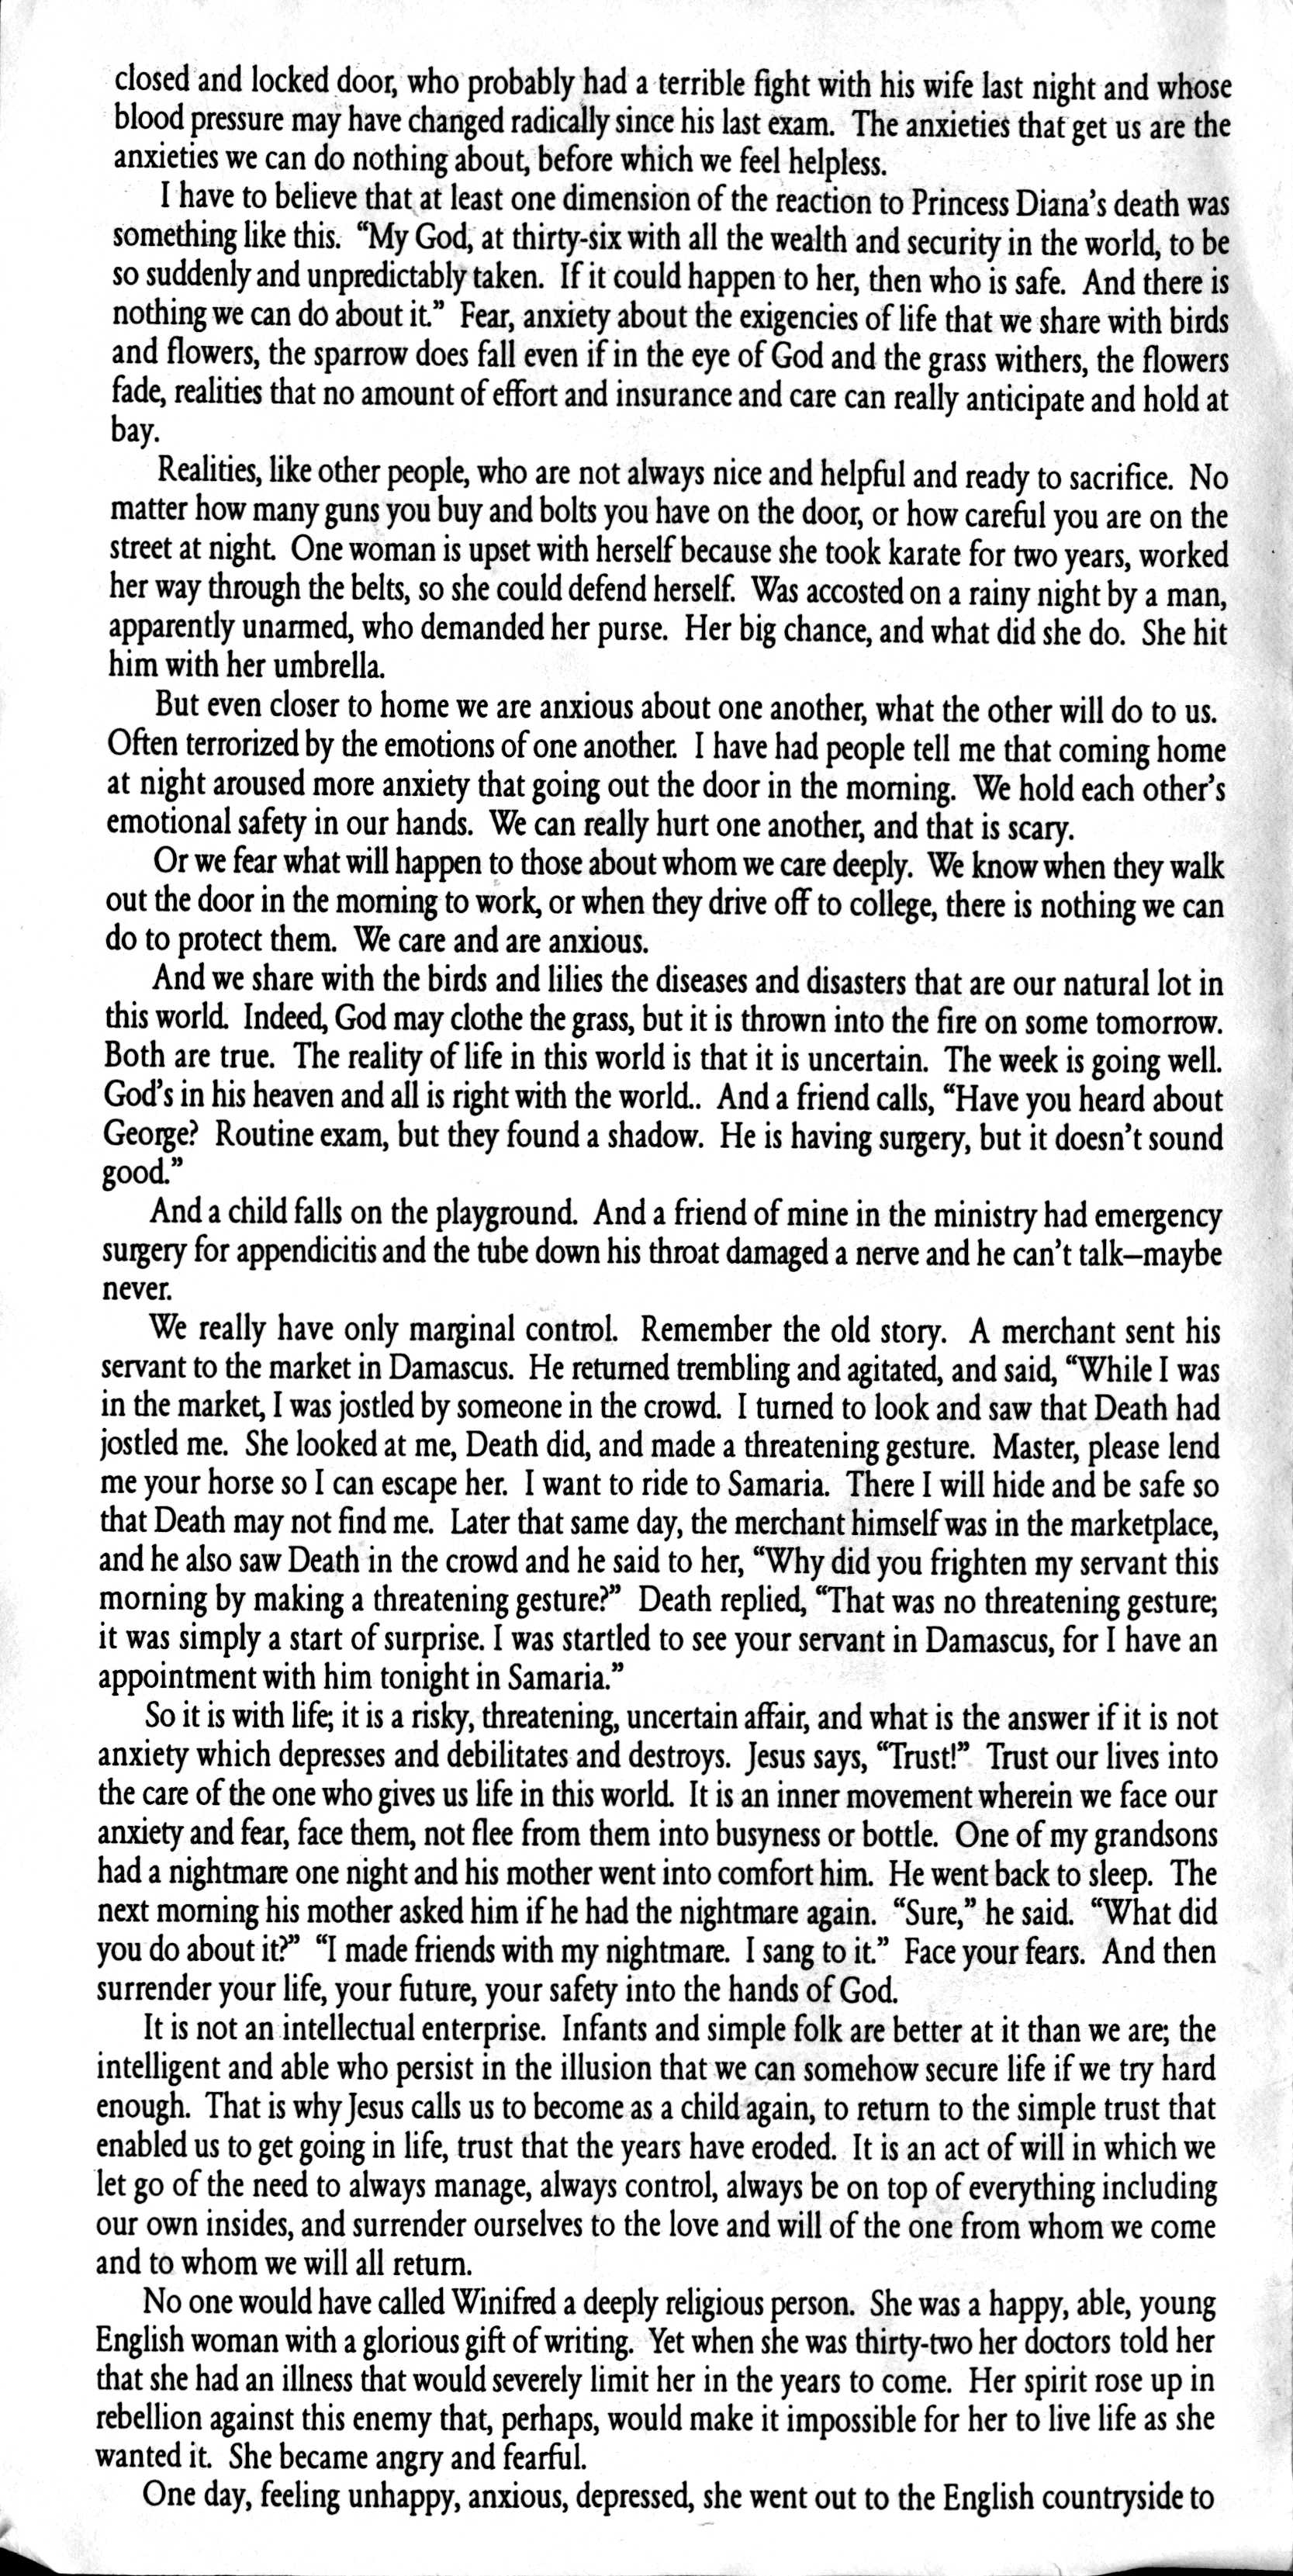 closed and locked door, who probably had a terrible fight with his wife last night and whose
blood pressure may have changed radically since his last exam. The anxieties that get us are the
anxieties we can do nothing about, before which we feel helpless.
I have to believe that at least one dimension of the reaction to Princess Diana's death was
something like this. “My God, at thirty-six with all the wealth and security in the world, to be
so suddenly and unpredictably taken. If it could happen to her, then who is safe. And there is
nothing we can do about it.” Fear, anxiety about the exigencies of life that we share with birds
and flowers, the sparrow does fall even if in the eye of God and the grass withers, the flowers
fade, realities that no amount of effort and insurance and care can really anticipate and hold at
bay.
Realities, like other people, who are not always nice and helpful and ready to sacrifice. No
matter how many guns you buy and bolts you have on the door, or how careful you are on the
street at night. One woman is upset with herself because she took karate for two years, worked
her way through the belts, so she could defend herself. Was accosted on a rainy night by a man,
apparently unarmed, who demanded her purse. Her big chance, and what did she do. She hit
him with her umbrella.
But even closer to home we are anxious about one another, what the other will do to us.
Often terrorized by the emotions of one another. I have had people tell me that coming home
at night aroused more anxiety that going out the door in the morning. We hold each other's
emotional safety in our hands. We can really hurt one another, and that is scary.
Or we fear what will happen to those about whom we care deeply. We know when they walk
out the door in the morning to work, or when they drive off to college, there is nothing we can
do to protect them. We care and are anxious.
And we share with the birds and lilies the diseases and disasters that are our natural lot in
this world. Indeed, God may clothe the grass, but it is thrown into the fire on some tomorrow.
Both are true. The reality of life in this world is that it is uncertain. The week is going well.
God's in his heaven and all is right with the world.. And a friend calls, “Have you heard about
George? Routine exam, but they found a shadow. He is having surgery, but it doesn't sound
good.”
And a child falls on the playground. And a friend of mine in the ministry had emergency
surgery for appendicitis and the tube down his throat damaged a nerve and he can't talk–maybe
never.
We really have only marginal control. Remember the old story. A merchant sent his
servant to the market in Damascus. He returned trembling and agitated, and said, “While I was
in the market, I was jostled by someone in the crowd. I turned to look and saw that Death had
jostled me. She looked at me, Death did, and made a threatening gesture. Master, please lend
me your horse so I can escape her. I want to ride to Samaria. There I will hide and be safe so
that Death may not find me. Later that same day, the merchant himself was in the marketplace,
and he also saw Death in the crowd and he said to her, “Why did you frighten my servant this
morning by making a threatening gesture?” Death replied, “That was no threatening gesture;
it was simply a start of surprise. I was startled to see your servant in Damascus, for I have an
appointment with him tonight in Samaria.”
So it is with life; it is a risky, threatening, uncertain affair, and what is the answer if it is not
anxiety which depresses and debilitates and destroys. Jesus says, “Trust!” Trust our lives into
the care of the one who gives us life in this world. It is an inner movement wherein we face our
anxiety and fear, face them, not flee from them into busyness or bottle. One of my grandsons
had a nightmare one night and his mother went into comfort him. He went back to sleep. The
next morning his mother asked him if he had the nightmare again. “Sure,” he said. “What did
you do about it?” “I made friends with my nightmare. I sang to it.” Face your fears. And then
surrender your life, your future, your safety into the hands of God.
It is not an intellectual enterprise. Infants and simple folk are better at it than we are; the
intelligent and able who persist in the illusion that we can somehow secure life if we try hard
enough. That is why Jesus calls us to become as a child again, to return to the simple trust that
enabled us to get going in life, trust that the years have eroded. It is an act of will in which we
let go of the need to always manage, always control, always be on top of everything including
our own insides, and surrender ourselves to the love and will of the one from whom we come
and to whom we will all return.
No one would have called Winifred a deeply religious person. She was a happy, able, young
English woman with a glorious gift of writing. Yet when she was thirty-two her doctors told her
that she had an illness that would severely limit her in the years to come. Her spirit rose up in
rebellion against this enemy that, perhaps, would make it impossible for her to live life as she
wanted it. She became angry and fearful.
One day, feeling unhappy, anxious, depressed, she went out to the English countryside to